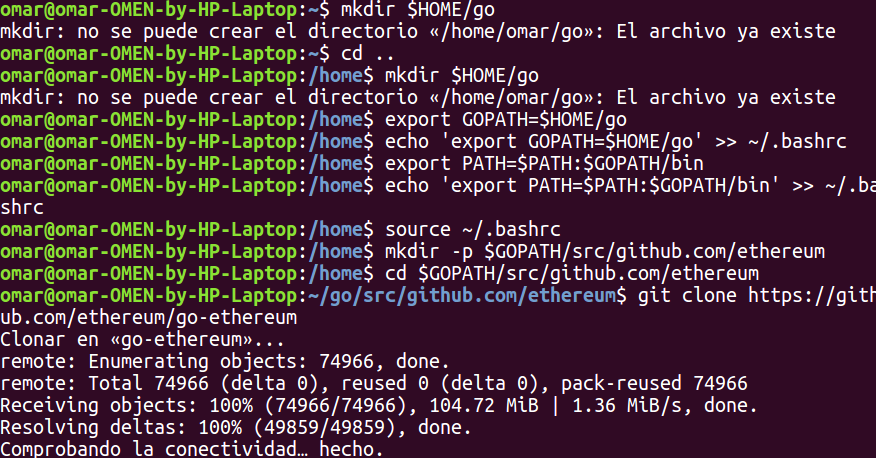 omar@omar-OMEN-by-HP-Laptop:~$ mkdir $HOME/go
mkdir: no se puede crear el directorio «/home/omar/go»: El archivo ya existe
omar@omar-OMEN-by-HP-Laptop:~$ cd ..
omar@omar-OMEN-by-HP-Laptop:/home$ mkdir $HOME/go
mkdir: no se puede crear el directorio «/home/omar/go»: El archivo ya existe
omar@omar-OMEN-by-HP-Laptop:/home$ export GOPATH=$HOME/go
omar@omar-OMEN-by-HP-Laptop:/home$ echo 'export GOPATH=$HOME/go' >> ~/.bashrc
omar@omar-OMEN-by-HP-Laptop:/home$ export PATH=$PATH:$GOPATH/bin
omar@omar-OMEN-by-HP-Laptop:/home$ echo 'export PATH=$PATH:$GOPATH/bin' >> ~/.ba
shrc
omar@omar-OMEN-by-HP-Laptop:/home$ source ~/.bashrc
omar@omar-OMEN-by-HP-Laptop:/home$ mkdir -p $GOPATH/src/github.com/ethereum
omar@omar-OMEN-by-HP-Laptop:/home$ cd $GOPATH/src/github.com/ethereum
omar@omar-OMEN-by-HP-Laptop:~/go/src/github.com/ethereum$ git clone https://gith
ub.com/ethereum/go-ethereum
Clonar en «go-ethereum»...
remote: Enumerating objects: 74966, done.
remote: Total 74966 (delta 0), reused 0 (delta 0), pack-reused 74966
Receiving objects: 100% (74966/74966), 104.72 MiB | 1.36 MiB/s, done.
Resolving deltas: 100% (49859/49859), done.
Comprobando la conectividad… hecho.